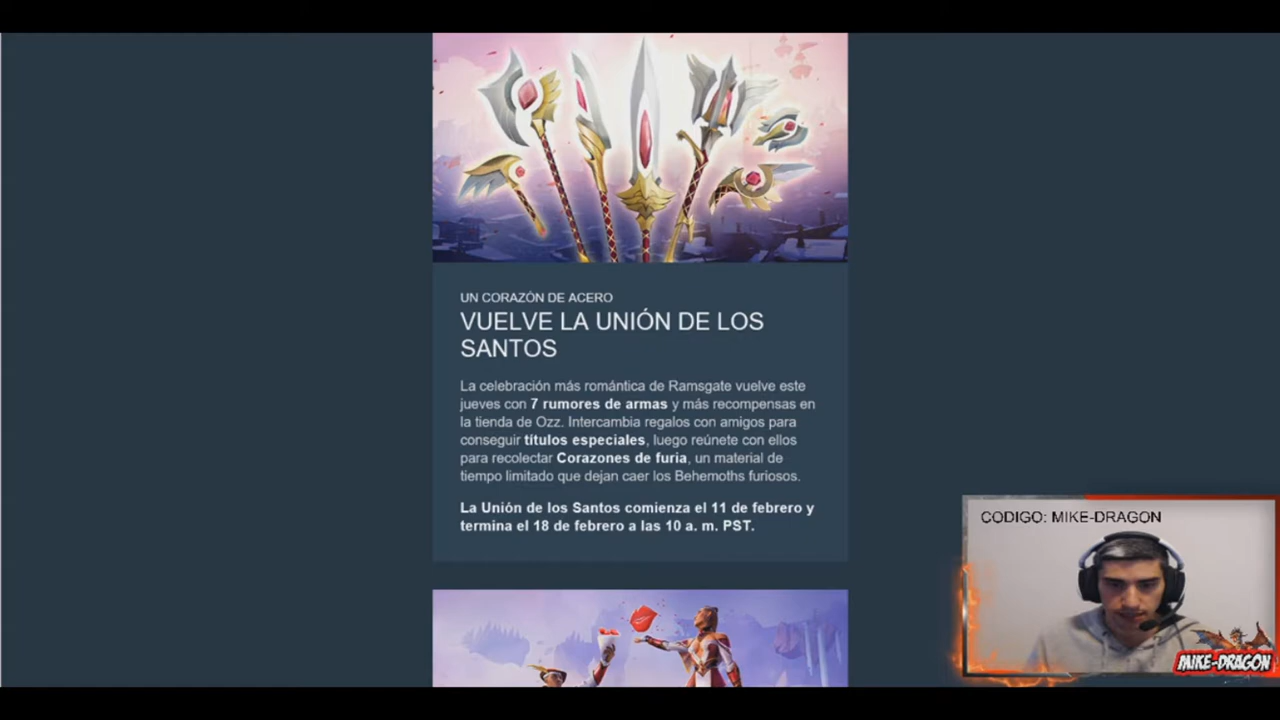 UN CORAZÓN DE ACERO
VUELVE LA UNIÓN DE LOS
SANTOS
La celebración más romántica de Ramsgate vuelve este
jueves con 7 rumores de armas y más recompensas en
la tienda de Ozz. Intercambia regalos con amigos para
conseguir títulos especiales, luego reúnete con ellos
para recolectar Corazones de furia, un material de
tiempo limitado que dejan caer los Behemoths furiosos.
La Unión de los Santos comienza el 11 de febrero y
termina el 18 de febrero a las 10 a. m. PST.
CODIGO: MIKE-DRAGON
MIKE-DRAGON